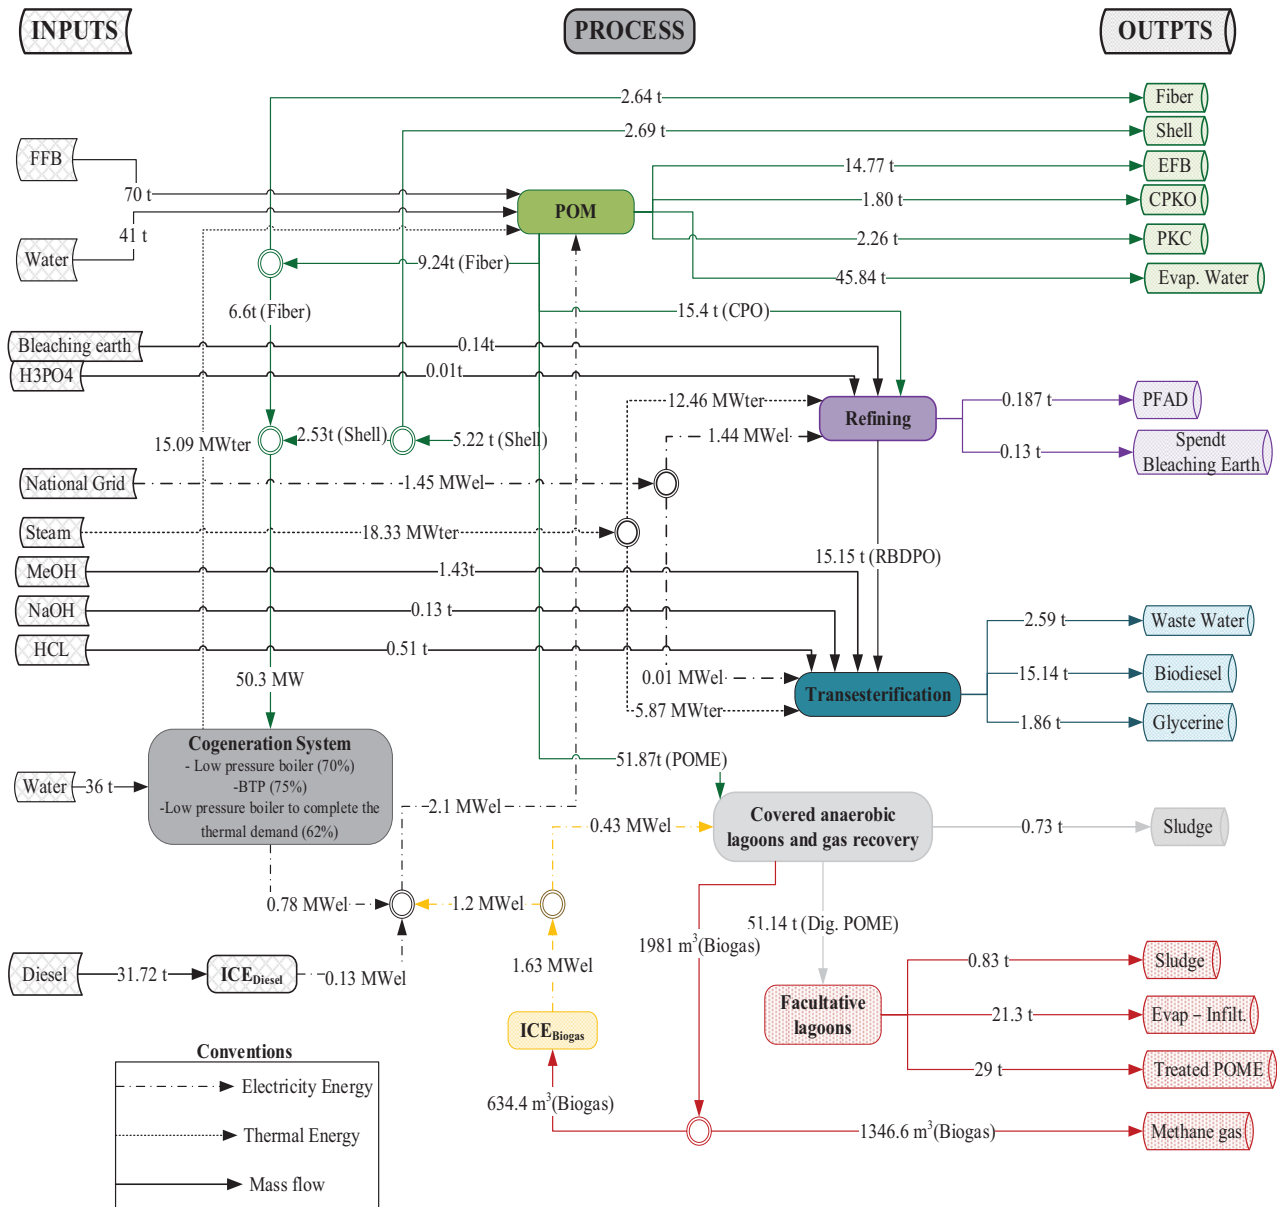 INPUTS
PROCESS
OUTPTS
2.64 t
Fiber
2.69 t
Shell
FFB
14.77 t
EFB
70 t
POM
1.80 t
CPKO
41 t
2.26 t
PKC
Water
9.24t (Fiber)
45.84 t
Evap. Water
6.6t (Fiber)
15.4 t (CPO)
Bleaching earth
0.14t
H3PO4
0.01t
12.46 MWter
0.187 t
PFAD
Refining
15.09 MWter
2.53t (Shell)
5.22 t (Shell)
1.44 MWel
0.13 t
Spendt
Bleaching Earth
National Grid
1.45 MWel
Steam
18.33 MWter
15.15 t (RBDPO)
MeOH
1.43t
NaOH
0.13 t
2.59 t
Waste Water
HCL
0.51 t
50.3 MW
0.01 MWel
15.14 t
Biodiesel
Transesterification
5.87 MWter
1.86 t
Glycerine
Cogeneration System
- Low pressure boiler (70%)
-BTP (75%)
-Low pressure boiler to complete the
thermal demand (62%)
51.87t (POME)
Water
36 t
2.1 MWel
Covered anaerobic
lagoons and gas recovery
0.43 MWel
0.73 t
Sludge
0.78 MWel
1.2 MWel
51.14 t (Dig. POME)
1981 m³(Biogas)
Diesel
31.72 t
ICEDiesel
0.13 MWel
1.63 MWel
0.83 t
Sludge
Facultative
lagoons
21.3 t
Evap – Infilt.
ICEBiogas
29 t
Treated POME
Conventions
Electricity Energy
634.4 m³(Biogas)
1346.6 m³(Biogas)
Methane gas
Thermal Energy
Mass flow